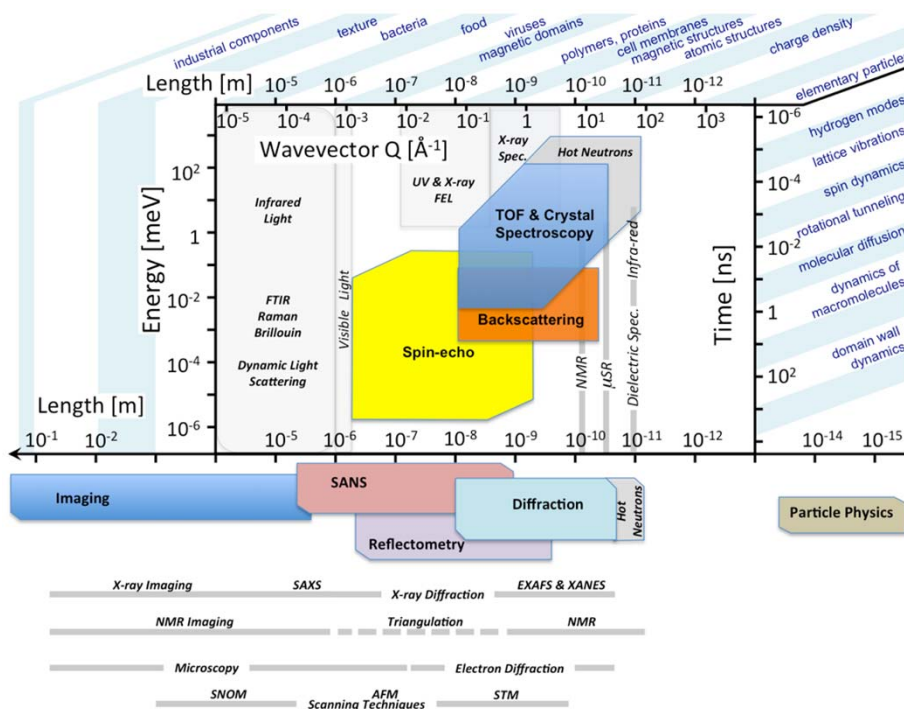 industrial components
texture
bacteria
food
viruses
magnetic domains
polymers, proteins
cell membranes
magnetic structures
atomic structures
charge density
elementary particles
Length [m] 10-5 10-5 10-6 10-7 10-8 10-9 10-10 10-11 10-12
10-5 10-4 10-3 10-2 10-1 1 101 102 103
Wavevector Q [Å-1]
Energy [meV]
102
1
10-2
10-4
10-6
Infrared
Light
FTIR
Raman
Brillouin
Dynamic Light
Scattering
Visible Light
UV & X-ray
FEL
X-ray
Spec.
Hot Neutrons
TOF & Crystal
Spectroscopy
Backscattering
Spin-echo
NMR
µSR
Dielectric Spec.
Infra-red
Time [ns]
10-6
10-4
10-2
1
102
hydrogen modes
lattice vibrations
spin dynamics
rotational tunneling
molecular diffusion
dynamics of
macromolecules
domain wall
dynamics
Length [m]
10-1 10-2 10-5 10-6 10-7 10-8 10-9 10-10 10-11 10-12 10-14 10-15
Imaging
SANS
Reflectometry
Diffraction
Hot
Neutrons
Particle Physics
X-ray Imaging SAXS X-ray Diffraction EXAFS & XANES
NMR Imaging Triangulation NMR
Microscopy Electron Diffraction
SNOM AFM STM
Scanning Techniques